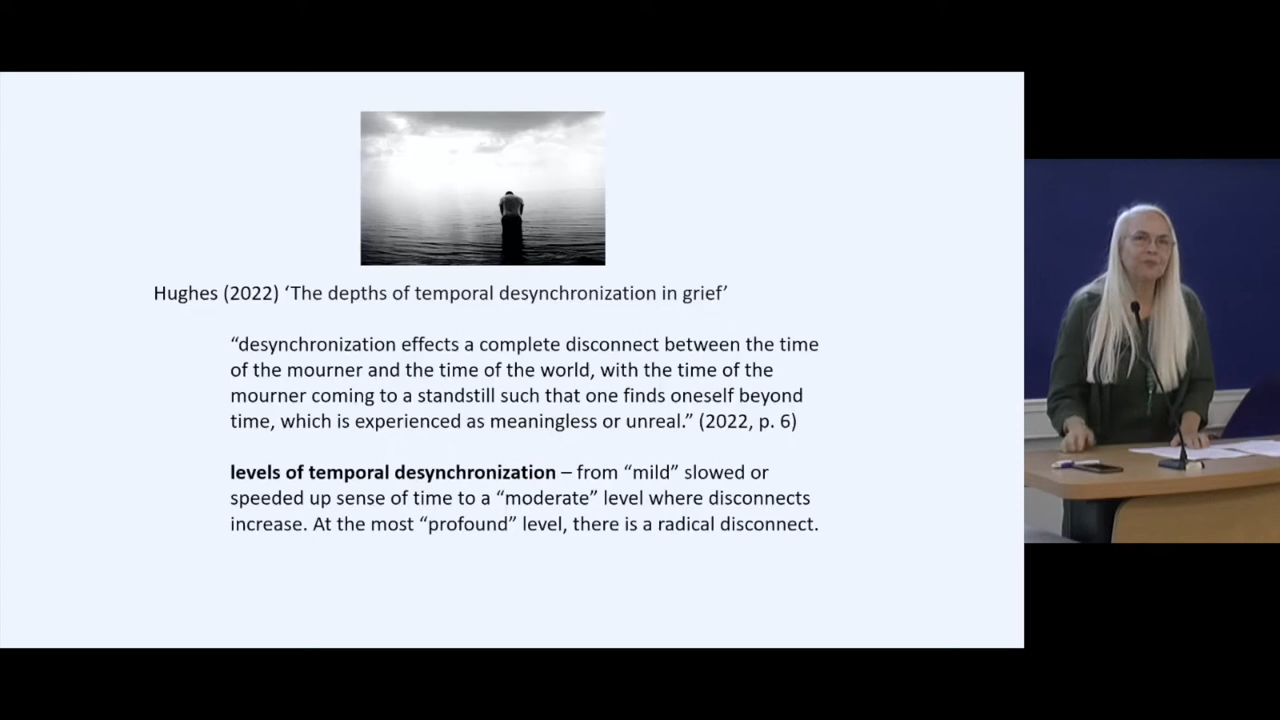 Hughes (2022) ‘The depths of temporal desynchronization in grief’
“desynchronization effects a complete disconnect between the time
of the mourner and the time of the world, with the time of the
mourner coming to a standstill such that one finds oneself beyond
time, which is experienced as meaningless or unreal.” (2022, p. 6)
levels of temporal desynchronization – from “mild” slowed or
speeded up sense of time to a “moderate” level where disconnects
increase. At the most “profound” level, there is a radical disconnect.